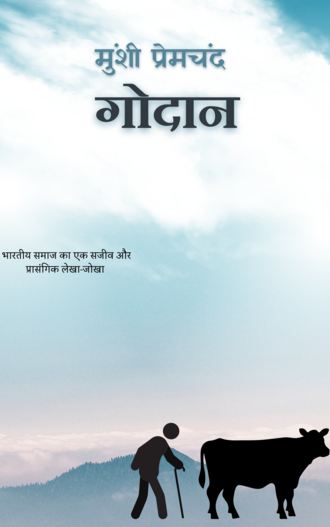 मुंशी प्रेमचंद
गोदान
भारतीय समाज का एक सजीव और
प्रासंगिक लेखा-जोखा